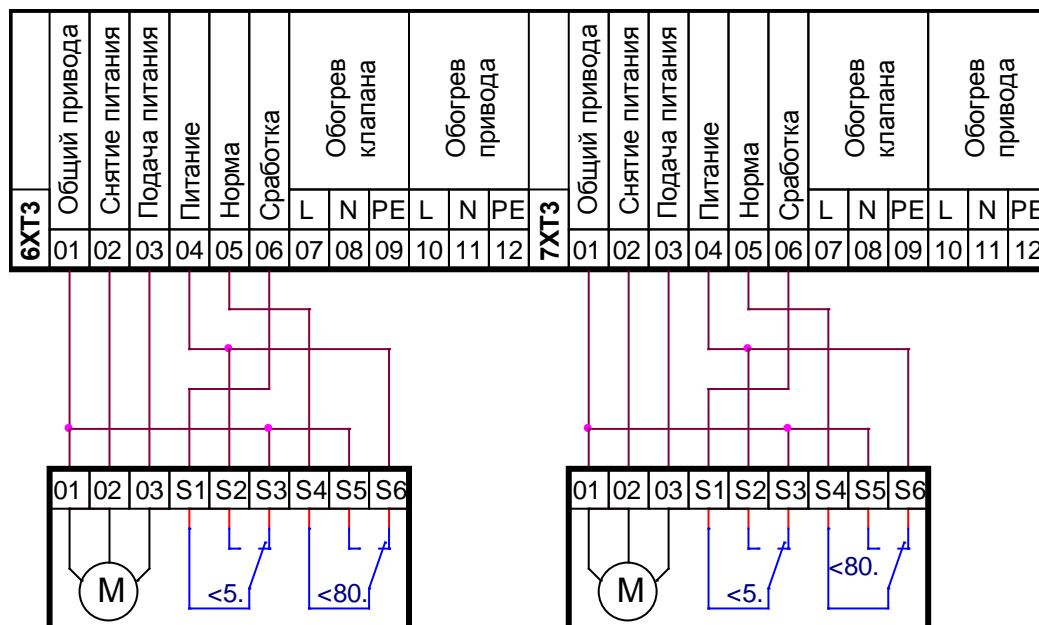 6XT3
Общий привода
Снятие питания
Подача питания
Питание
Норма
Сработка
Обогрев
клапана
Обогрев
привода
L N PE L N PE
01 02 03 04 05 06 07 08 09 10 11 12
7XT3
Общий привода
Снятие питания
Подача питания
Питание
Норма
Сработка
Обогрев
клапана
Обогрев
привода
L N PE L N PE
01 02 03 04 05 06 07 08 09 10 11 12
01 02 03 S1 S2 S3 S4 S5 S6
M
<5.
<80.
01 02 03 S1 S2 S3 S4 S5 S6
M
<5.
<80.